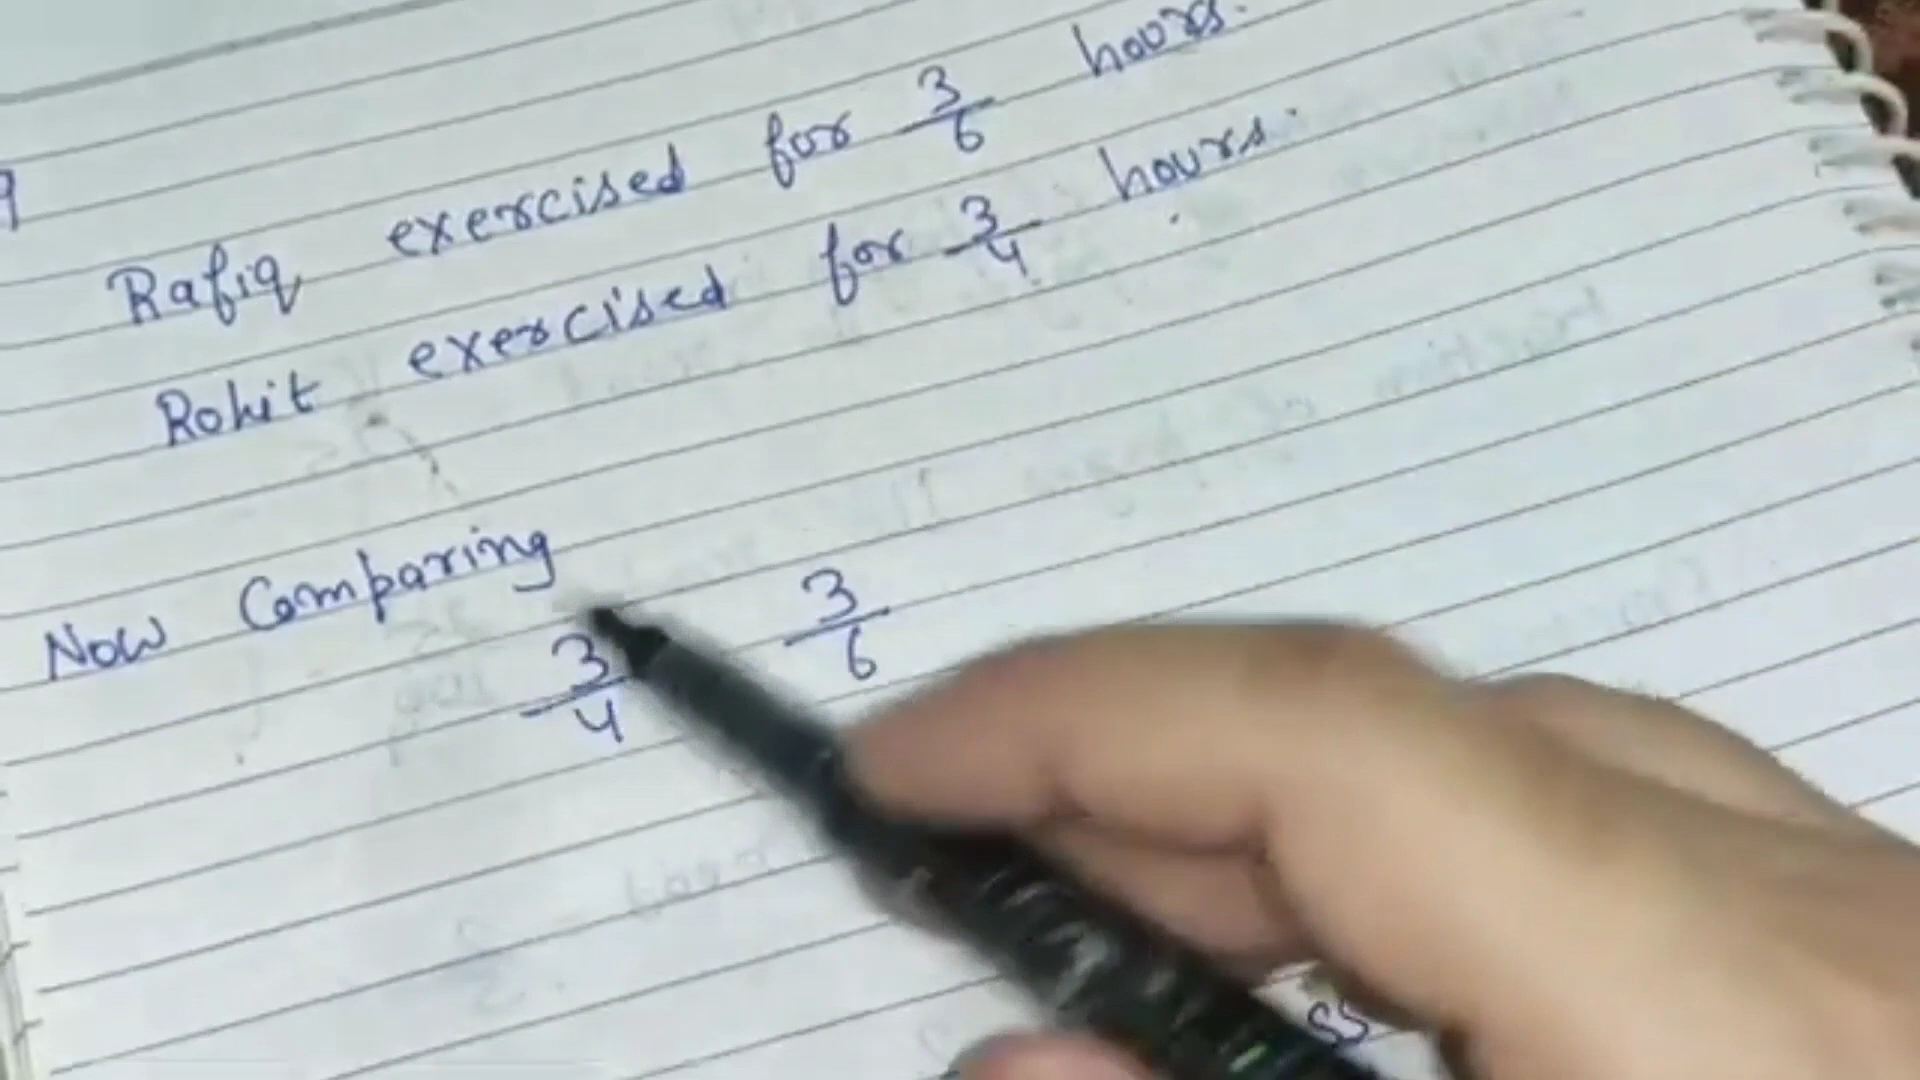 Rafiq exercised for 3/6 hours.
Rohit exercised for 3/4 hours.
Now Comparing
3/4 3/6